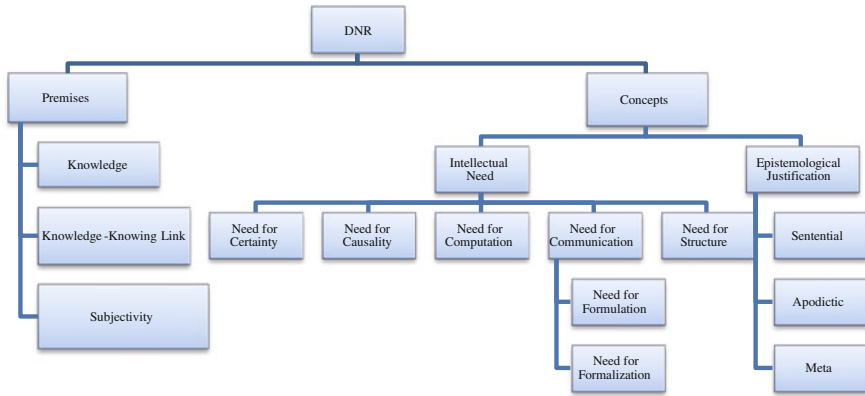 DNR
Premises
Concepts
Knowledge
Knowledge -Knowing Link
Subjectivity
Intellectual
Need
Epistemological
Justification
Need for
Certainty
Need for
Causality
Need for
Computation
Need for
Communication
Need for
Structure
Need for
Formulation
Need for
Formalization
Sentential
Apodictic
Meta